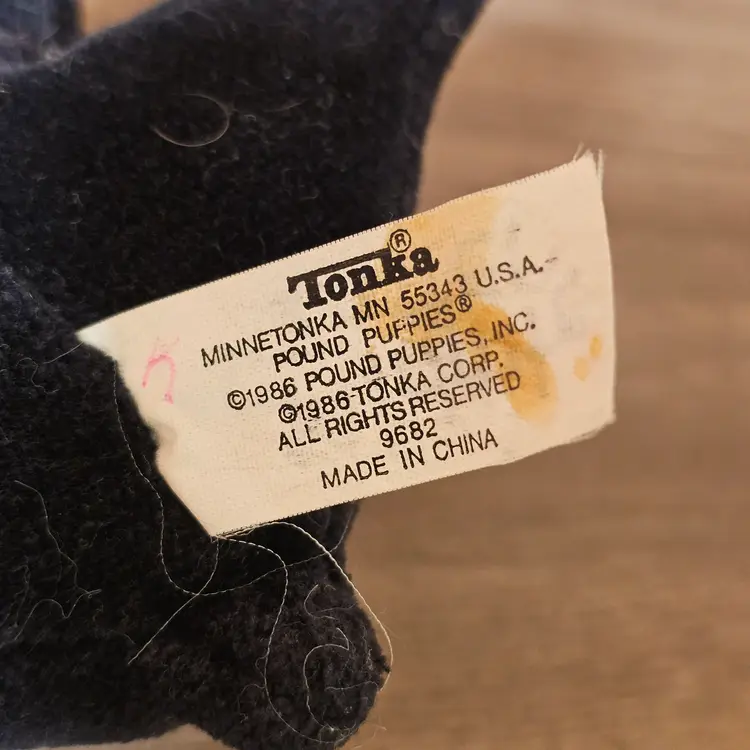 Tonka®
MINNETONKA MN 55343 U.S.A.
POUND PUPPIES®
©1986 POUND PUPPIES, INC.
©1986 TONKA CORP.
ALL RIGHTS RESERVED
9682
MADE IN CHINA